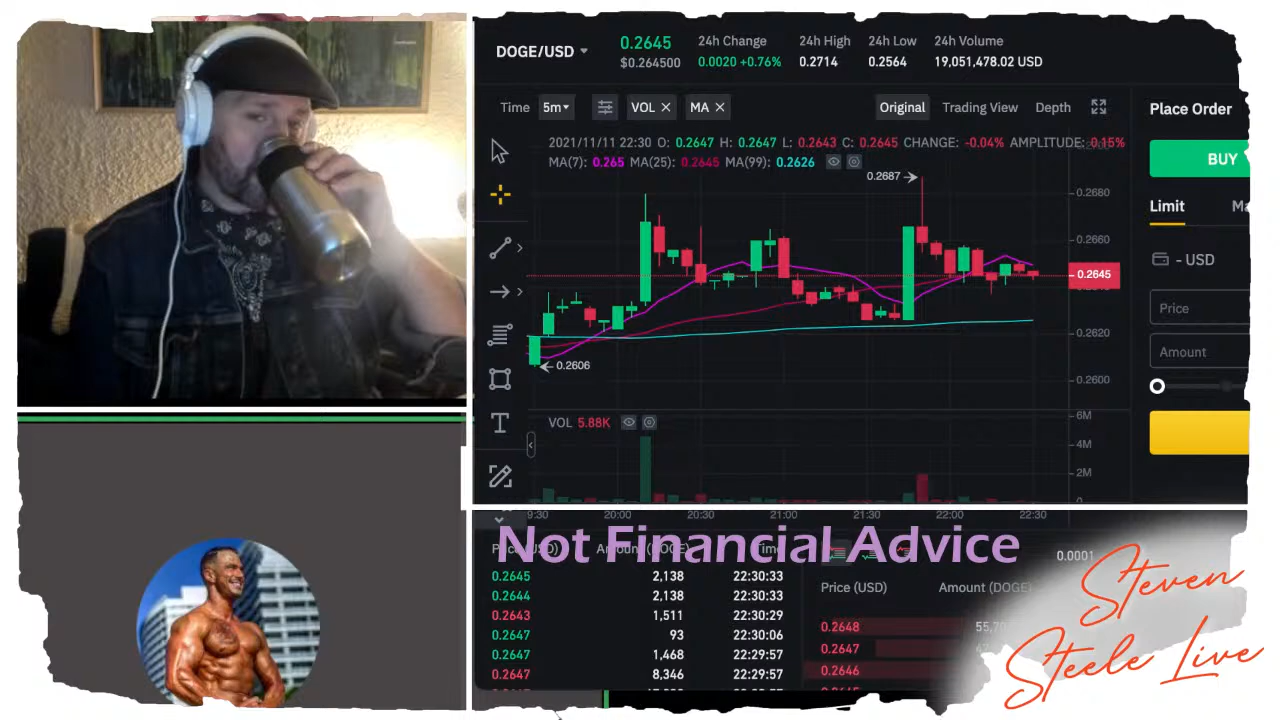 DOGE/USD
0.2645
$0.264500
24h Change
0.0020 +0.76%
24h High
0.2714
24h Low
0.2564
24h Volume
19,051,478.02 USD
Place Order
Time 5m VOL MA
Original Trading View Depth
2021/11/11 22:30 O: 0.2647 H: 0.2647 L: 0.2643 C: 0.2645 CHANGE: -0.04% AMPLITUDE: 0.15%
MA(7): 0.265 MA(25): 0.2645 MA(99): 0.2626
BUY
0.2687
0.2680
Limit
0.2660
- USD
0.2645
Price
0.2620
Amount
0.2606
0.2600
T
VOL 5.88K
6M
4M
2M
0
9:30 20:00 20:30 21:00 21:30 22:00 22:30
Not Financial Advice
Time
0.0001
0.2645 2,138 22:30:33
0.2644 2,138 22:30:33
0.2643 1,511 22:30:29
0.2647 93 22:30:06
0.2647 1,468 22:29:57
0.2647 8,346 22:29:57
Price (USD) Amount (DOGE)
0.2648
0.2647
0.2646
Steven
Steele Live